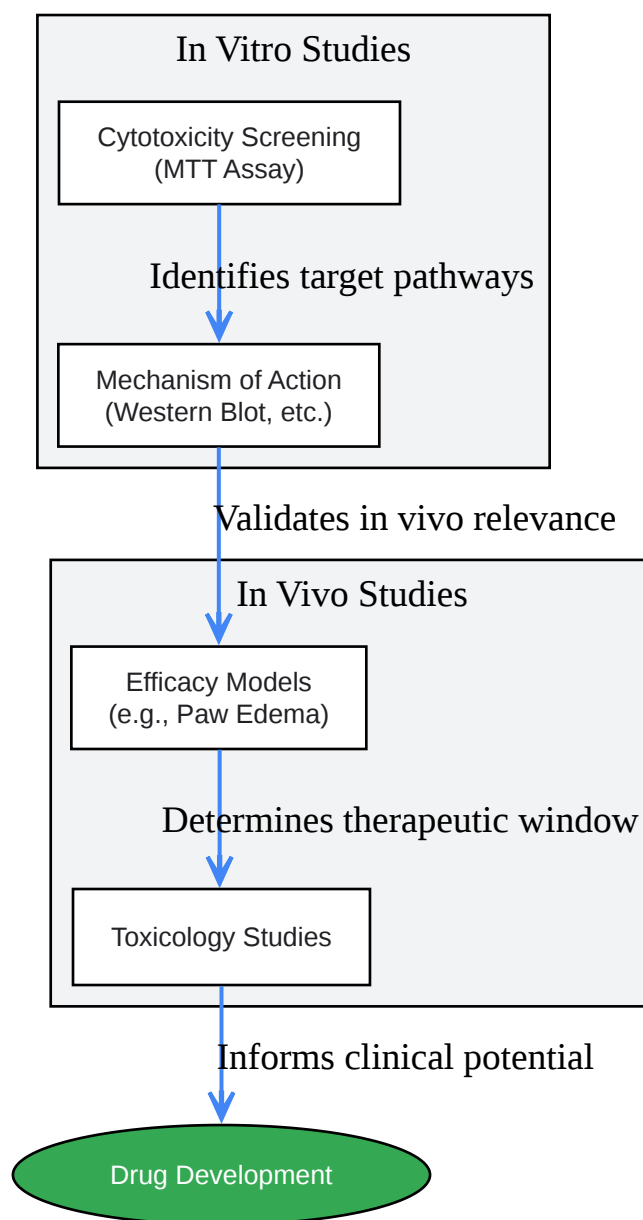 In Vitro Studies
Cytotoxicity Screening
(MTT Assay)
Identifies target pathways
Mechanism of Action
(Western Blot, etc.)
Validates in vivo relevance
In Vivo Studies
Efficacy Models
(e.g., Paw Edema)
Determines therapeutic window
Toxicology Studies
Informs clinical potential
Drug Development